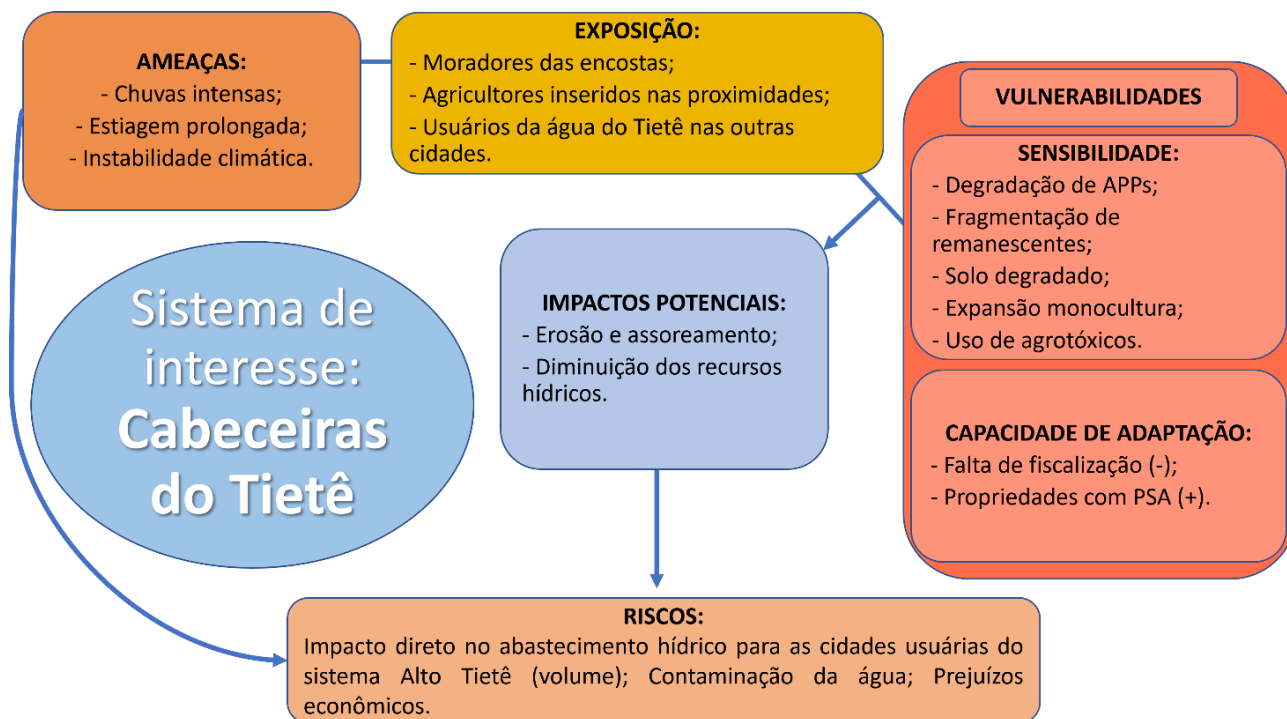 AMEAÇAS:
- Chuvas intensas;
- Estiagem prolongada;
- Instabilidade climática.
EXPOSIÇÃO:
- Moradores das encostas;
- Agricultores inseridos nas proximidades;
- Usuários da água do Tietê nas outras
cidades.
VULNERABILIDADES
SENSIBILIDADE:
- Degradação de APPs;
- Fragmentação de
remanescentes;
- Solo degradado;
- Expansão monocultura;
- Uso de agrotóxicos.
CAPACIDADE DE ADAPTAÇÃO:
- Falta de fiscalização (-);
- Propriedades com PSA (+).
Sistema de
interesse:
Cabeceiras
do Tietê
IMPACTOS POTENCIAIS:
- Erosão e assoreamento;
- Diminuição dos recursos
hídricos.
RISCOS:
Impacto direto no abastecimento hídrico para as cidades usuárias do
sistema Alto Tietê (volume); Contaminação da água; Prejuízos
econômicos.